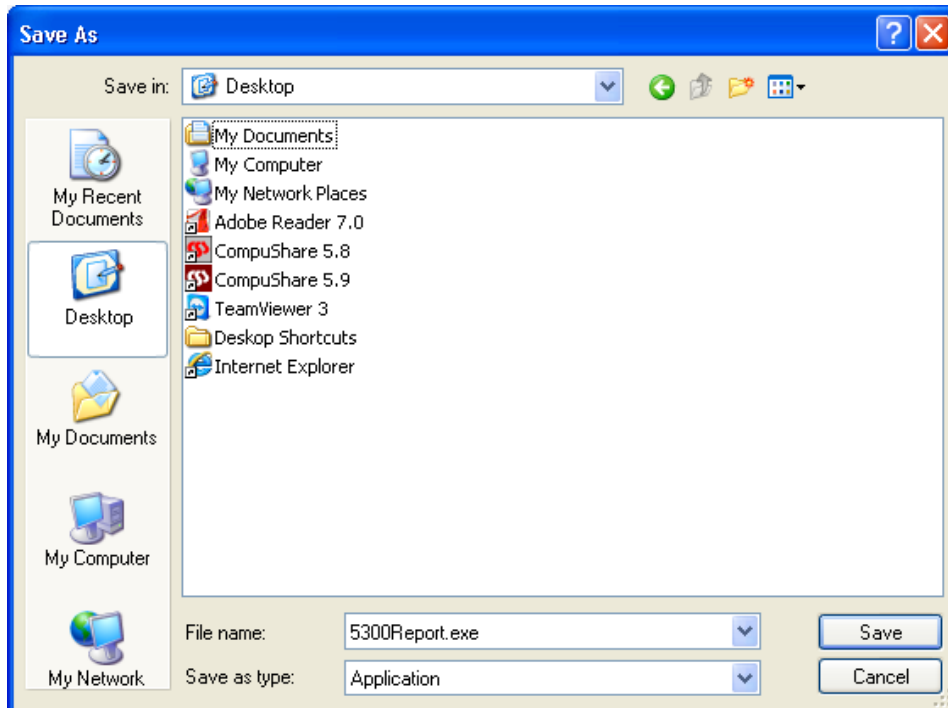 Save As
Save in:
Desktop
My Recent
Documents
Desktop
My Documents
My Computer
My Network
My Documents
My Computer
My Network Places
Adobe Reader 7.0
CompuShare 5.8
CompuShare 5.9
TeamViewer 3
Deskop Shortcuts
Internet Explorer
File name:
5300Report.exe
Save
Save as type:
Application
Cancel